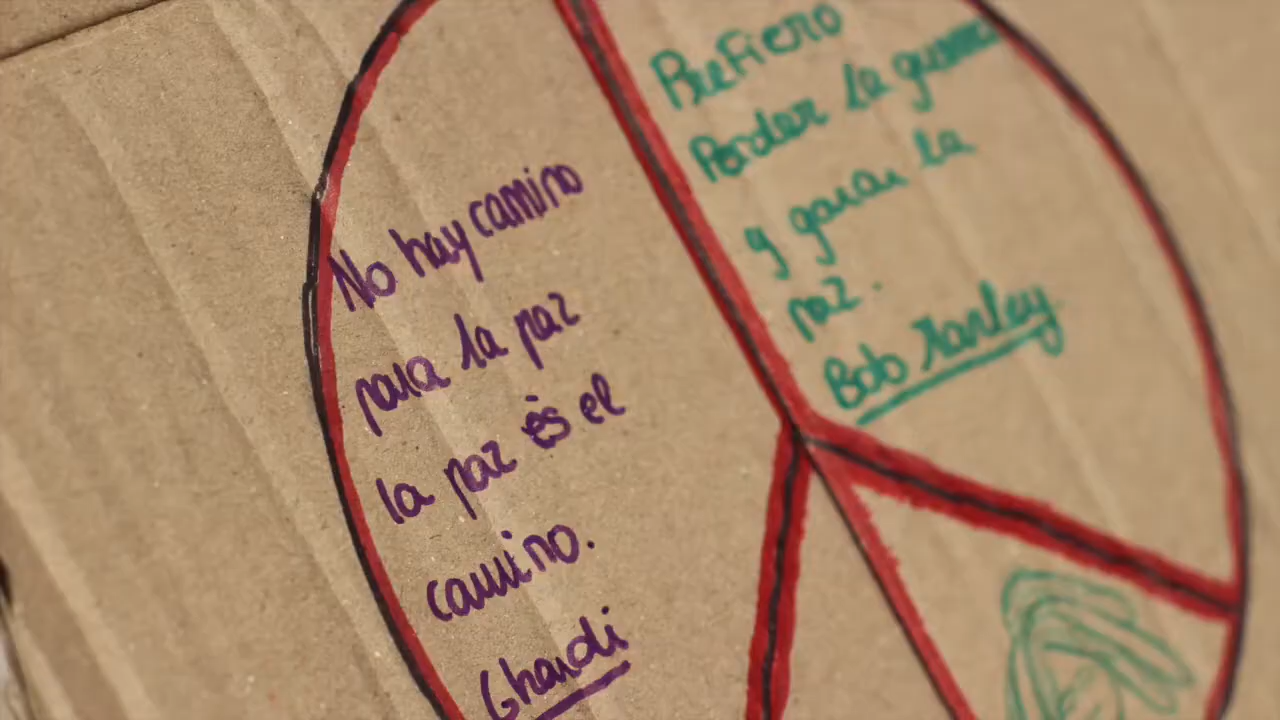 No hay camino
para la paz
la paz es el
camino.
Ghandi
Prefiero
Perder la guerra
y ganar la
paz.
Bob Marley